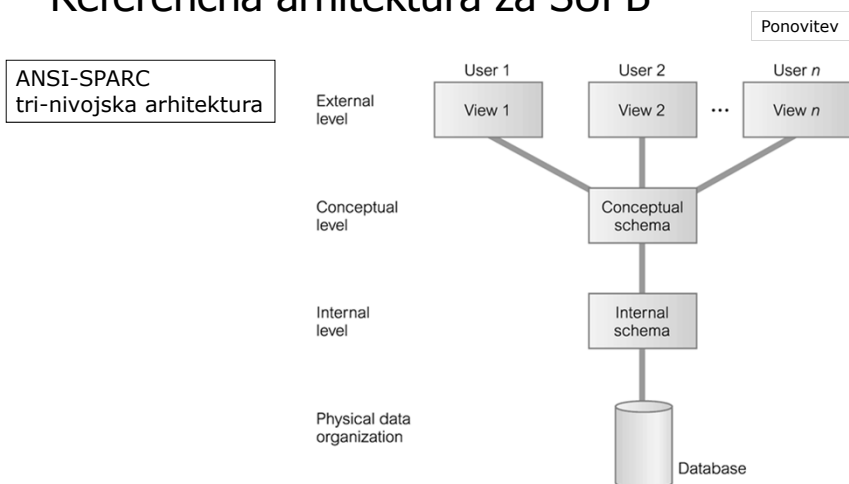 Referenčna arhitektura za SUPB
Ponovitev
ANSI-SPARC
tri-nivojska arhitektura
User 1
User 2
User n
External
level
View 1
View 2
...
View n
Conceptual
level
Conceptual
schema
Internal
level
Internal
schema
Physical data
organization
Database